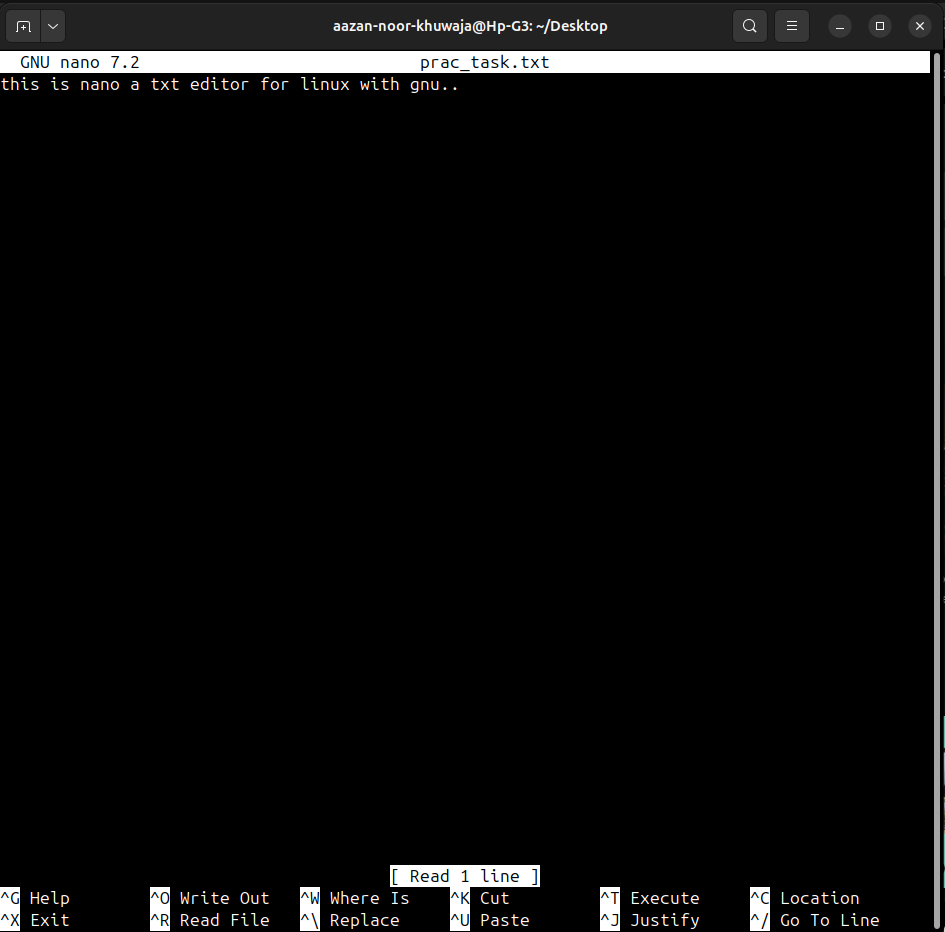 aazan-noor-khuwaja@Hp-G3: ~/Desktop
GNU nano 7.2 prac_task.txt
this is nano a txt editor for linux with gnu..
[ Read 1 line ]
^G Help ^O Write Out ^W Where Is ^K Cut ^T Execute ^C Location
^X Exit ^R Read File ^\ Replace ^U Paste ^J Justify ^/ Go To Line